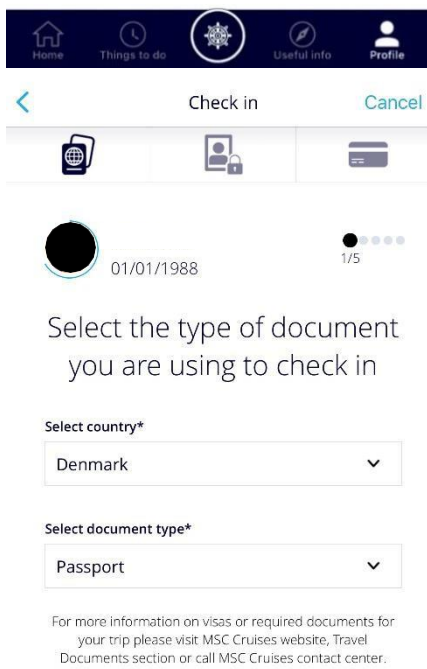 Home Things to do Useful info Profile
Check in Cancel
01/01/1988
1/5
Select the type of document
you are using to check in
Select country*
Denmark
Select document type*
Passport
For more information on visas or required documents for
your trip please visit MSC Cruises website, Travel
Documents section or call MSC Cruises contact center.